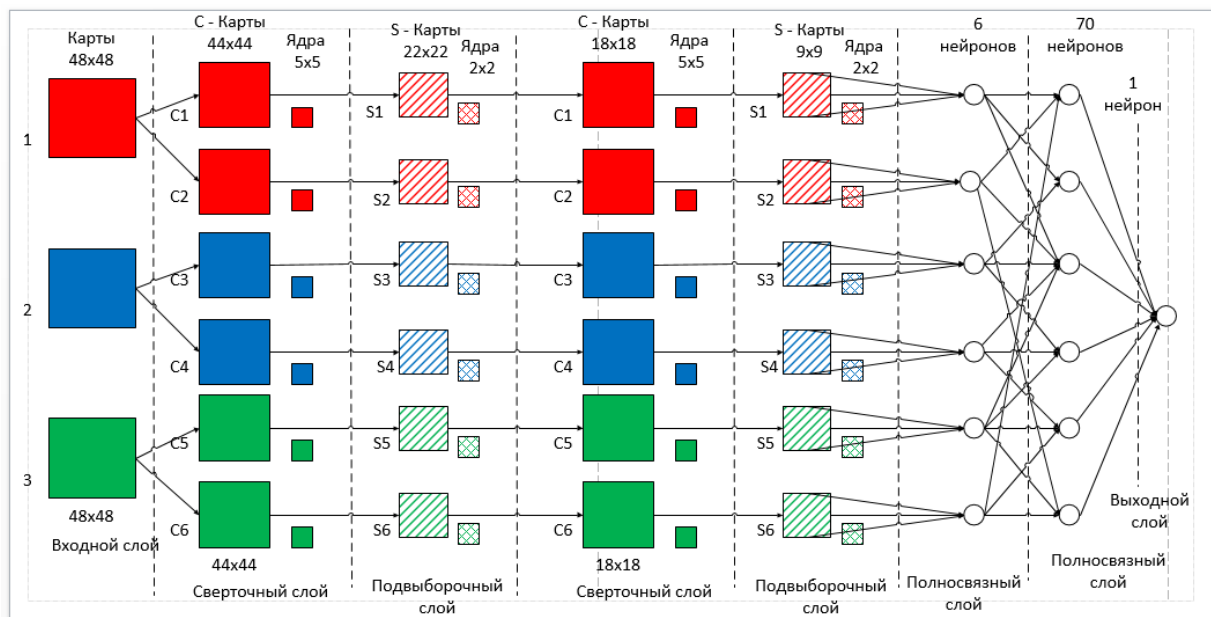 Карты
48x48
С - Карты
44x44
Ядра
5x5
S - Карты
22x22
Ядра
2x2
С - Карты
18x18
Ядра
5x5
S - Карты
9x9
Ядра
2x2
6
нейронов
70
нейронов
1
нейрон
1
C1
S1
C1
S1
C2
S2
C2
S2
2
C3
S3
C3
S3
C4
S4
C4
S4
3
C5
S5
C5
S5
C6
S6
C6
S6
48x48
Входной слой
44x44
Сверточный слой
Подвыборочный
слой
18x18
Сверточный слой
Подвыборочный
слой
Полносвязный
слой
Полносвязный
слой
Выходной
слой